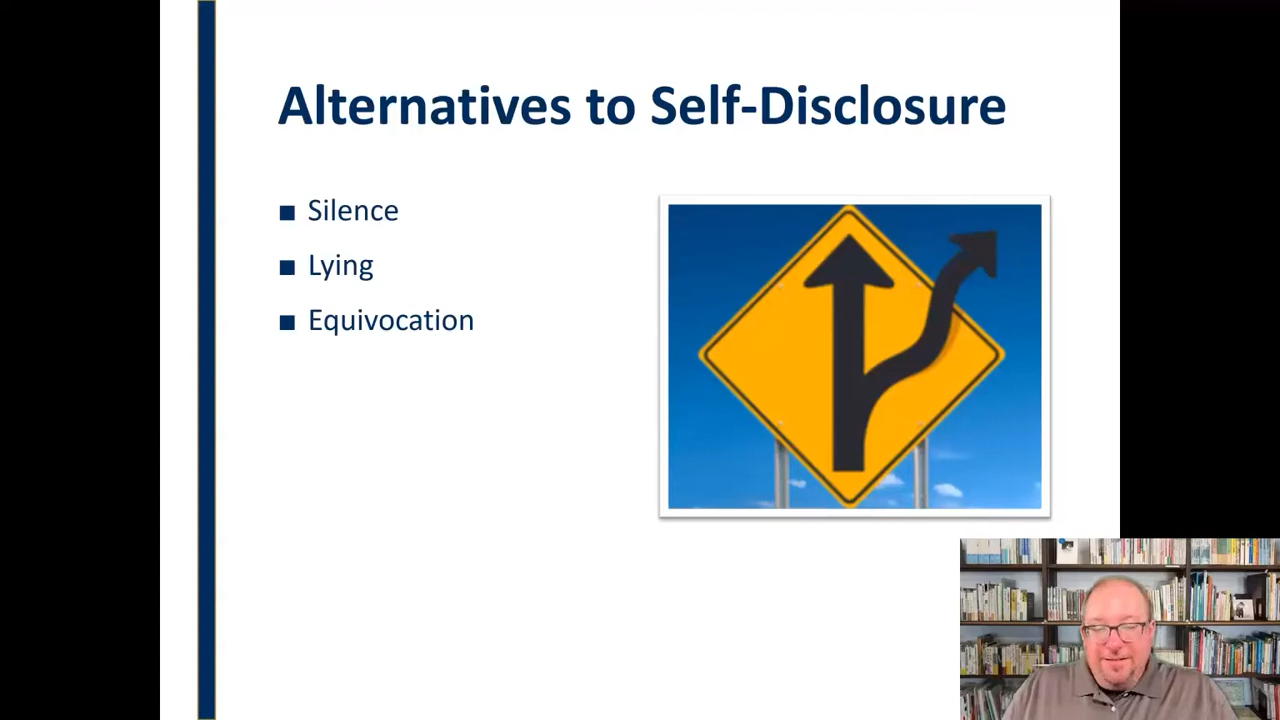 Alternatives to Self-Disclosure
Silence
Lying
Equivocation